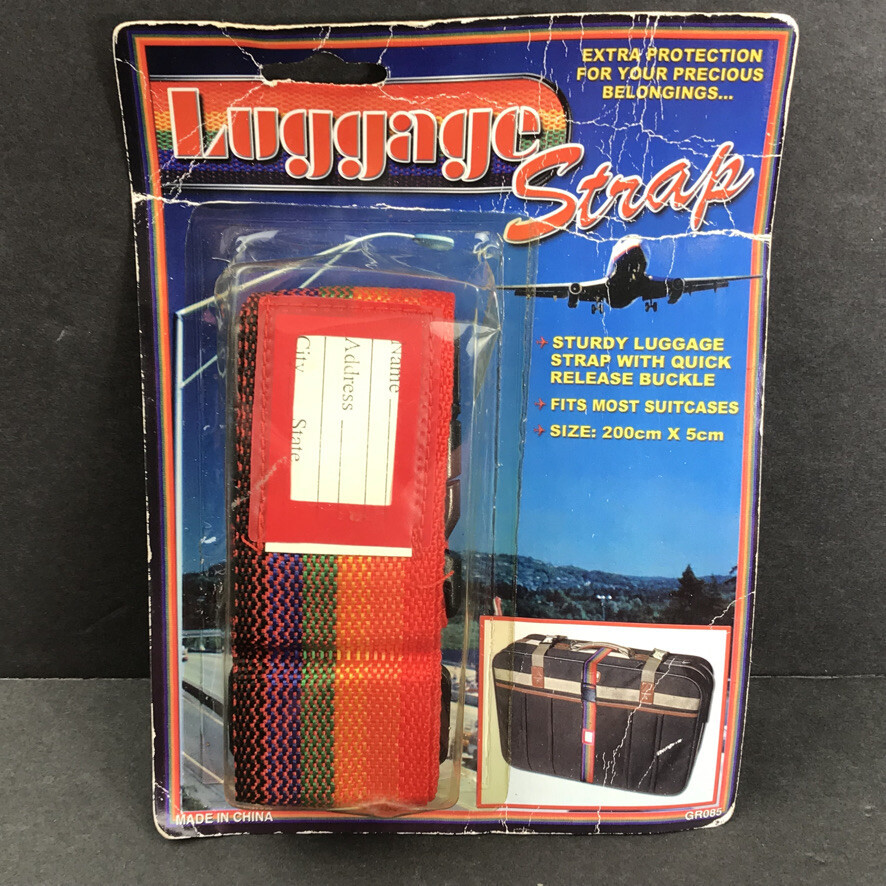 EXTRA PROTECTION
FOR YOUR PRECIOUS
BELONGINGS...
Luggage
Strap
STURDY LUGGAGE
STRAP WITH QUICK
RELEASE BUCKLE
FITS MOST SUITCASES
SIZE: 200cm X 5cm
Name
Address
City State
MADE IN CHINA
GR085